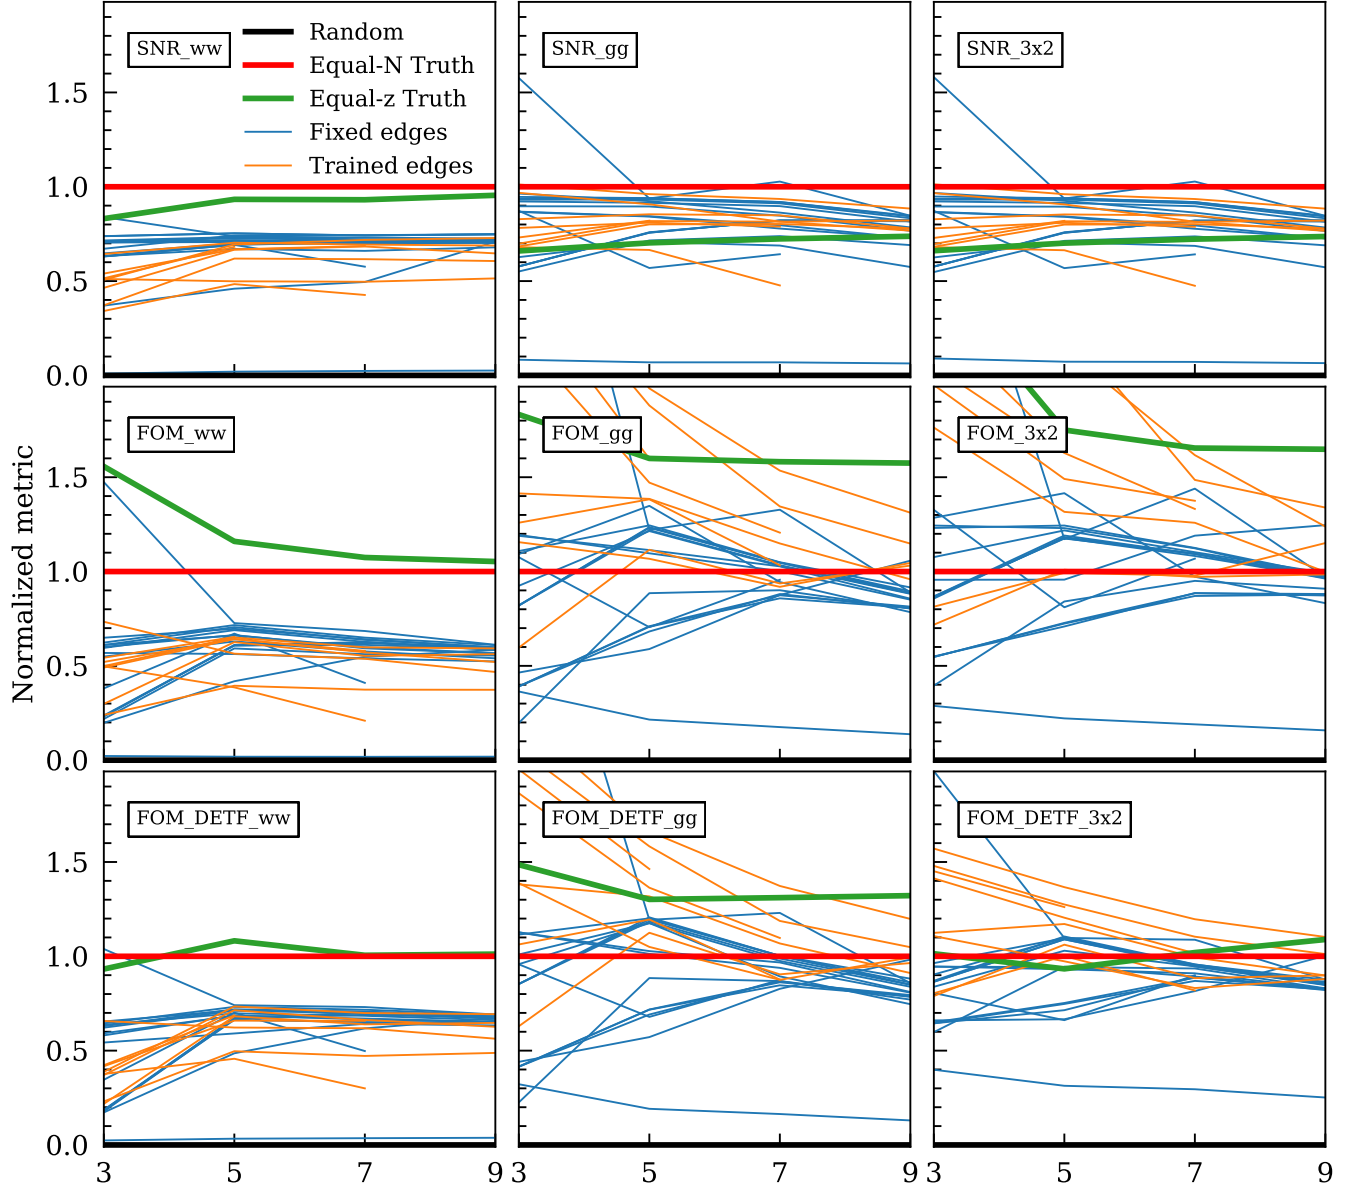 SNR_ww
Random
Equal-N Truth
Equal-z Truth
Fixed edges
Trained edges
SNR_gg
SNR_3x2
1.5
1.0
0.5
0.0
FOM_ww
FOM_gg
FOM_3x2
1.5
1.0
0.5
0.0
Normalized metric
FOM_DETF_ww
FOM_DETF_gg
FOM_DETF_3x2
1.5
1.0
0.5
0.0
3 5 7 9 3 5 7 9 3 5 7 9